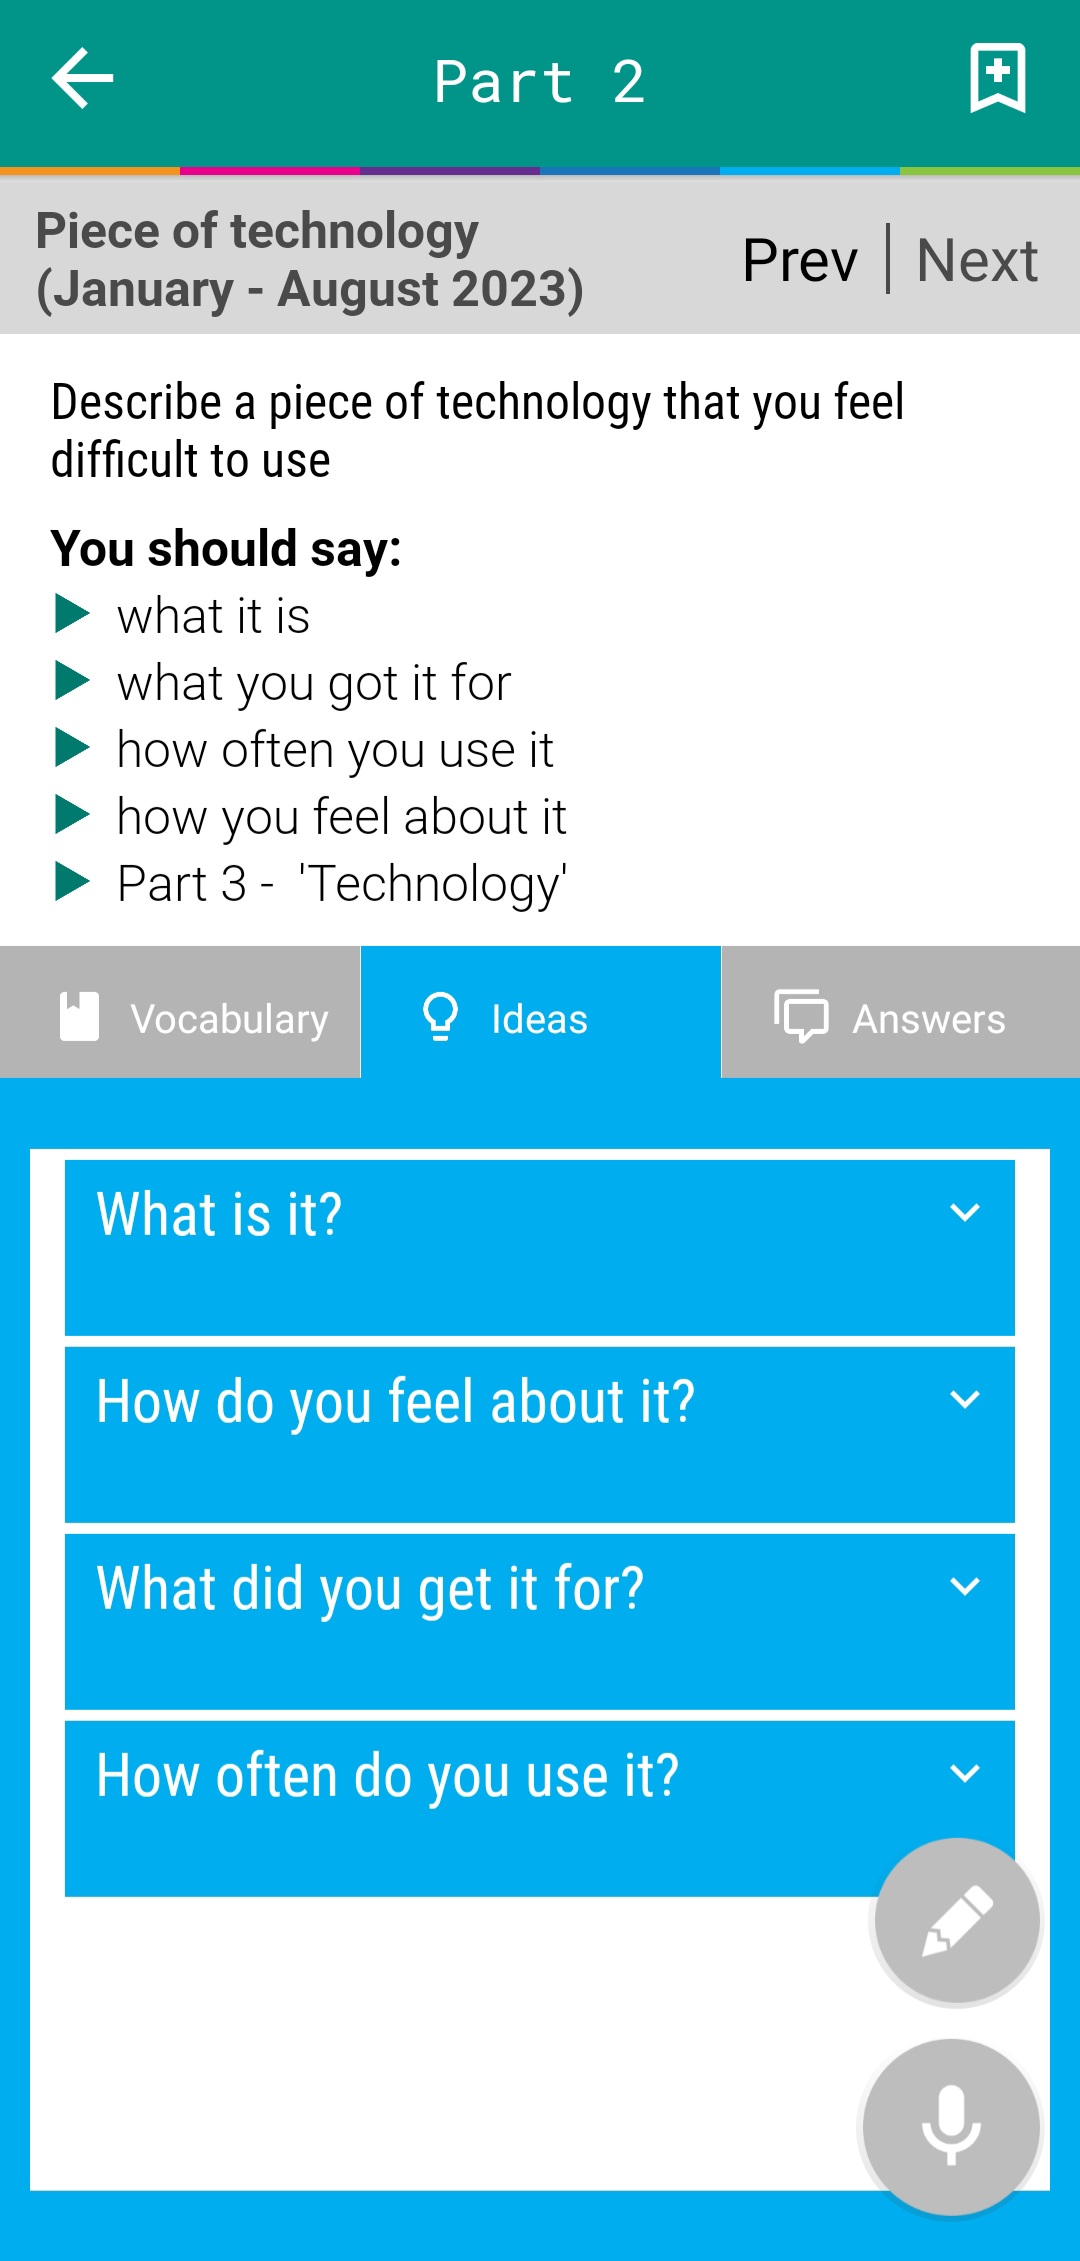 Part 2
Piece of technology
(January - August 2023)
Prev | Next
Describe a piece of technology that you feel
difficult to use
You should say:
what it is
what you got it for
how often you use it
how you feel about it
Part 3 -  'Technology'
Vocabulary
Ideas
Answers
What is it?
How do you feel about it?
What did you get it for?
How often do you use it?